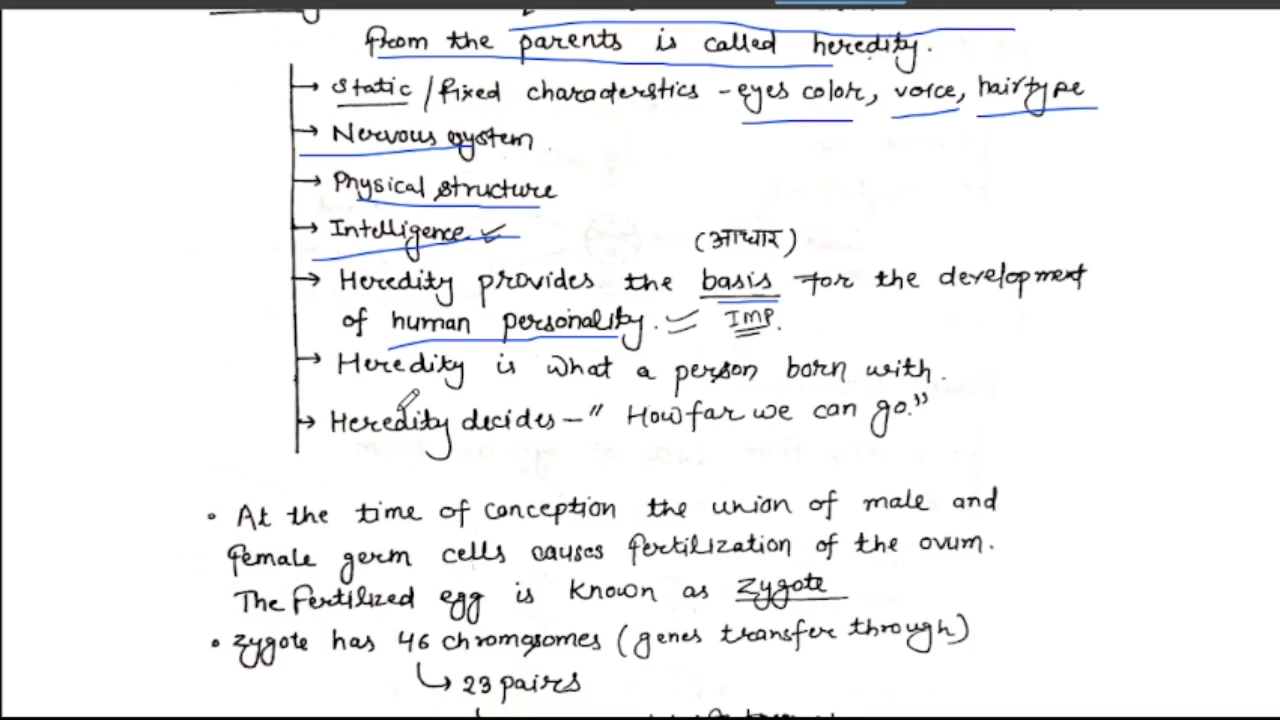 from the parents is called heredity.
→ Static / fixed characterstics - eyes color, voice, hair type
→ Nervous system
→ Physical structure
→ Intelligence ✓
(आधार)
→ Heredity provides the basis for the development
of human personality. IMP.
→ Heredity is what a person born with.
→ Heredity decides - " How far we can go."
• At the time of conception the union of male and
female germ cells causes fertilization of the ovum.
The fertilized egg is known as zygote
• Zygote has 46 chromosomes (genes transfer through)
↳ 23 pairs